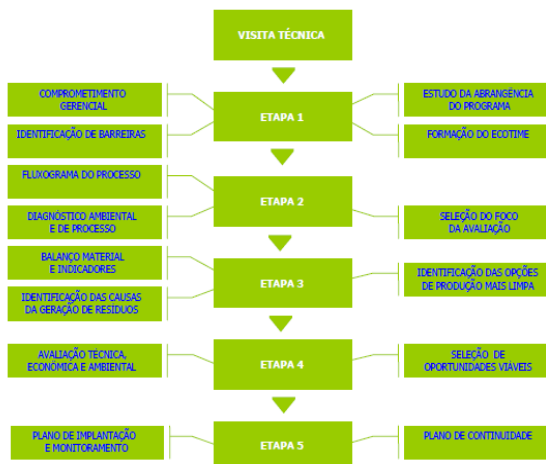 VISITA TÉCNICA
COMPROMETIMENTO
GERENCIAL
IDENTIFICAÇÃO DE BARREIRAS
ETAPA 1
ESTUDO DA ABRANGÊNCIA
DO PROGRAMA
FORMAÇÃO DO ECOTIME
FLUXOGRAMA DO PROCESSO
DIAGNÓSTICO AMBIENTAL
E DE PROCESSO
ETAPA 2
SELEÇÃO DO FOCO
DA AVALIAÇÃO
BALANÇO MATERIAL
E INDICADORES
IDENTIFICAÇÃO DAS CAUSAS
DA GERAÇÃO DE RESÍDUOS
ETAPA 3
IDENTIFICAÇÃO DAS OPÇÕES
DE PRODUÇÃO MAIS LIMPA
AVALIAÇÃO TÉCNICA,
ECONÔMICA E AMBIENTAL
ETAPA 4
SELEÇÃO DE
OPORTUNIDADES VIÁVEIS
PLANO DE IMPLANTAÇÃO
E MONITORAMENTO
ETAPA 5
PLANO DE CONTINUIDADE